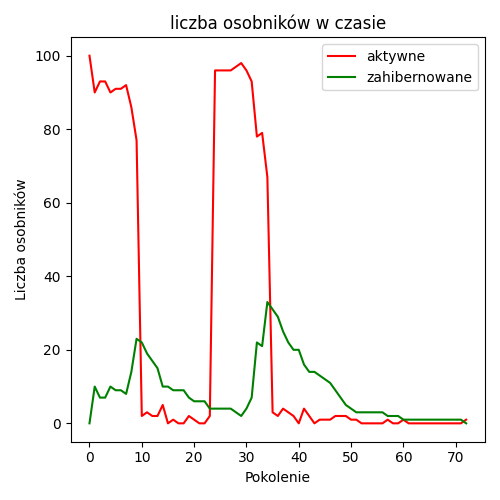 liczba osobników w czasie
aktywne
zahibernowane
Liczba osobników
100
80
60
40
20
0
0 10 20 30 40 50 60 70
Pokolenie